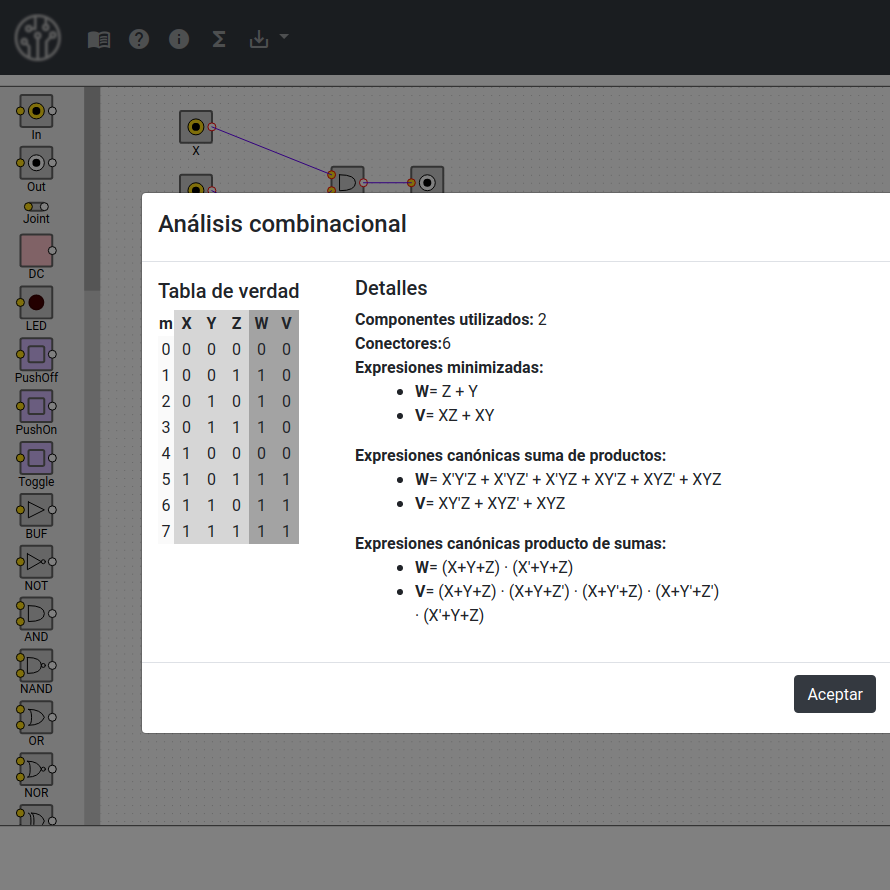 X
In
Out
Joint
DC
LED
PushOff
PushOn
Toggle
BUF
NOT
AND
NAND
OR
NOR
Análisis combinacional
Tabla de verdad
m X Y Z W V
0 0 0 0 0 0
1 0 0 1 1 0
2 0 1 0 1 0
3 0 1 1 1 0
4 1 0 0 0 0
5 1 0 1 1 1
6 1 1 0 1 1
7 1 1 1 1 1
Detalles
Componentes utilizados: 2
Conectores:6
Expresiones minimizadas:
• W= Z + Y
• V= XZ + XY
Expresiones canónicas suma de productos:
• W= X'Y'Z + X'YZ' + X'YZ + XY'Z + XYZ' + XYZ
• V= XY'Z + XYZ' + XYZ
Expresiones canónicas producto de sumas:
• W= (X+Y+Z) · (X'+Y+Z)
• V= (X+Y+Z) · (X+Y+Z') · (X+Y'+Z) · (X+Y'+Z')
· (X'+Y+Z)
Aceptar